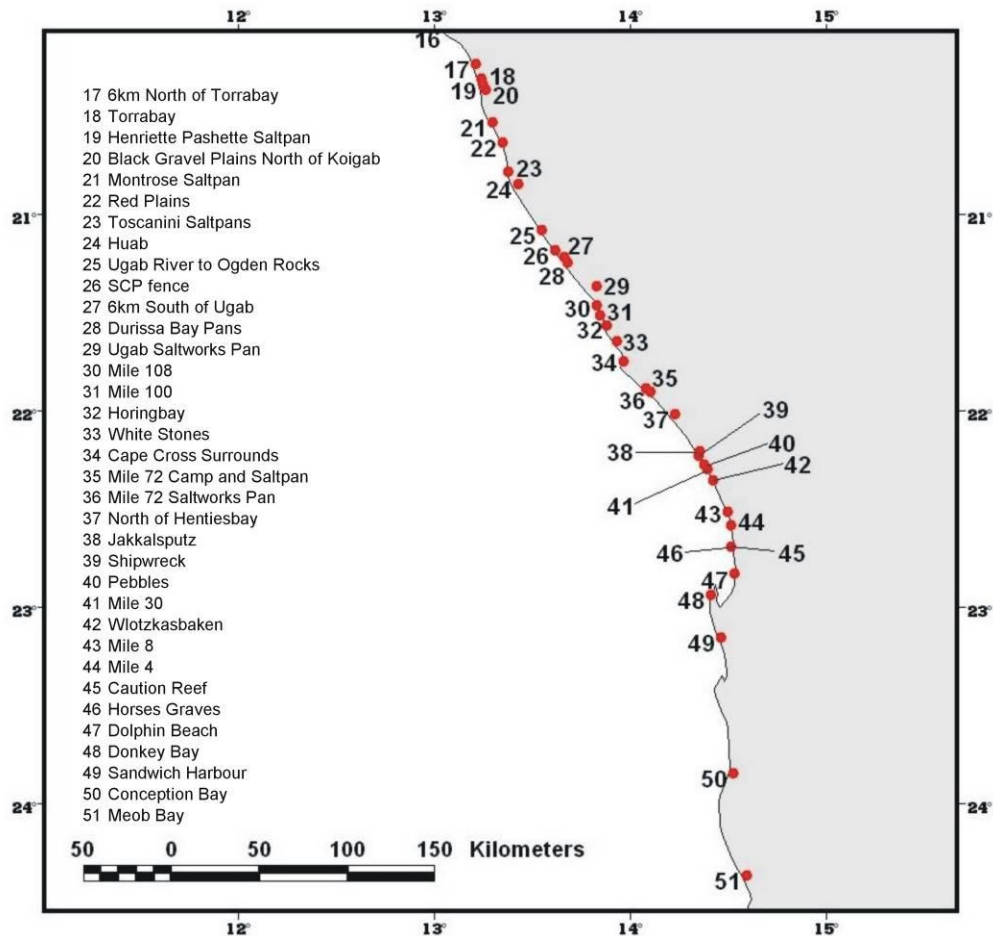 12° 13° 14° 15°
16
17 18
19 20
21
22
23
24
25 27
26
28
29
30 31
32
33
34
35
36
37
39
38 40
42
41
43 44
46 45
47
48
49
50
51
21° 21°
22° 22°
23° 23°
24° 24°
17 6km North of Torrabay
18 Torrabay
19 Henriette Pashette Saltpan
20 Black Gravel Plains North of Koigab
21 Montrose Saltpan
22 Red Plains
23 Toscanini Saltpans
24 Huab
25 Ugab River to Ogden Rocks
26 SCP fence
27 6km South of Ugab
28 Durissa Bay Pans
29 Ugab Saltworks Pan
30 Mile 108
31 Mile 100
32 Horingbay
33 White Stones
34 Cape Cross Surrounds
35 Mile 72 Camp and Saltpan
36 Mile 72 Saltworks Pan
37 North of Hentiesbay
38 Jakkalsputz
39 Shipwreck
40 Pebbles
41 Mile 30
42 Wlotzkasbaken
43 Mile 8
44 Mile 4
45 Caution Reef
46 Horses Graves
47 Dolphin Beach
48 Donkey Bay
49 Sandwich Harbour
50 Conception Bay
51 Meob Bay
50 0 50 100 150 Kilometers
12° 13° 14° 15°